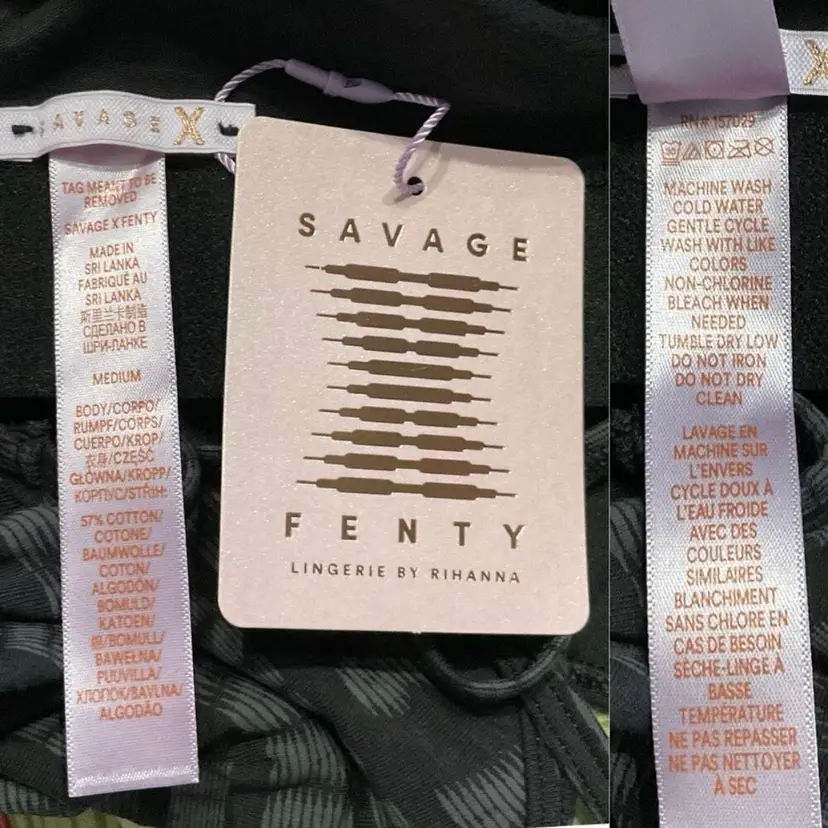 SAVAGE X
TAG MEANT TO BE
REMOVED
SAVAGE X FENTY
MADE IN
SRI LANKA
FABRIQUÉ AU
SRI LANKA
斯里兰卡制造
СДЕЛАНО В
ШРИ-ЛАНКЕ
MEDIUM
BODY/CORPO/
RUMPF/CORPS/
CUERPO/KROP/
衣身/CZĘŚĆ
GŁÓWNA/KROPP/
КОРПУС/STRIH:
57% COTTON/
COTONE/
BAUMWOLLE/
COTON/
ALGODÓN/
BOMULD/
KATOEN/
棉/BOMULL/
BAWEŁNA/
PUUVILLA/
ХЛОПОК/BAVLNA/
ALGODÃO
SAVAGE
FENTY
LINGERIE BY RIHANNA
X
RN# 157029
MACHINE WASH
COLD WATER
GENTLE CYCLE
WASH WITH LIKE
COLORS
NON-CHLORINE
BLEACH WHEN
NEEDED
TUMBLE DRY LOW
DO NOT IRON
DO NOT DRY
CLEAN
LAVAGE EN
MACHINE SUR
L'ENVERS
CYCLE DOUX À
L'EAU FROIDE
AVEC DES
COULEURS
SIMILAIRES
BLANCHIMENT
SANS CHLORE EN
CAS DE BESOIN
SÈCHE-LINGE À
BASSE
TEMPÉRATURE
NE PAS REPASSER
NE PAS NETTOYER
À SEC